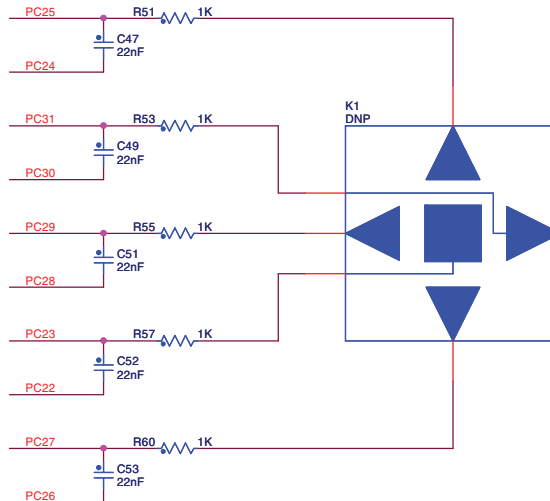 PC25 R51 1K
C47
22nF
PC24
K1
DNP
PC31 R53 1K
C49
22nF
PC30
PC29 R55 1K
C51
22nF
PC28
PC23 R57 1K
C52
22nF
PC22
PC27 R60 1K
C53
22nF
PC26